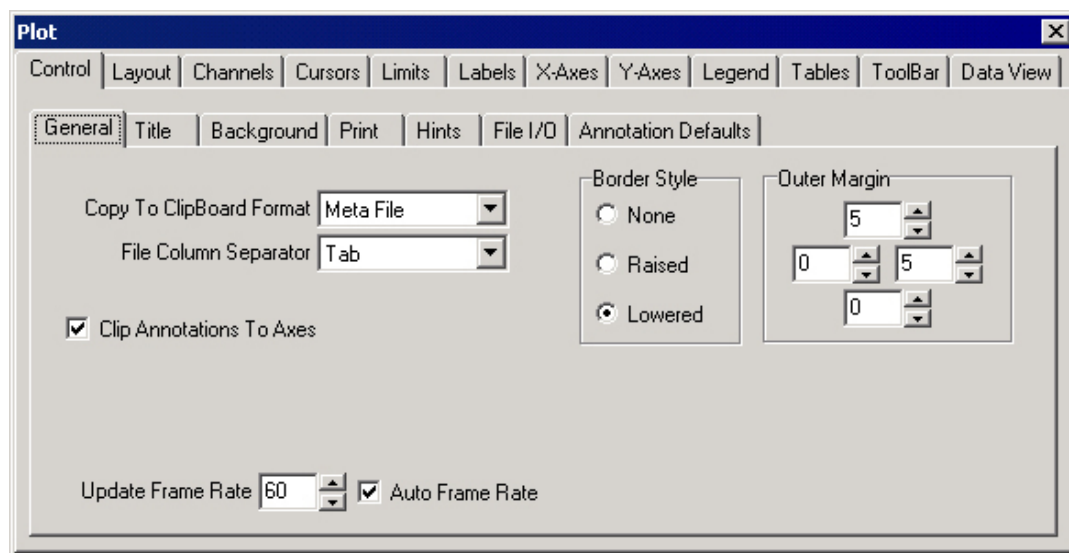 Plot
Control Layout Channels Cursors Limits Labels X-Axes Y-Axes Legend Tables ToolBar Data View
General Title Background Print Hints File I/O Annotation Defaults
Copy To ClipBoard Format Meta File
File Column Separator Tab
Clip Annotations To Axes
Border Style
None
Raised
Lowered
Outer Margin
5
0 5
0
Update Frame Rate 60 Auto Frame Rate